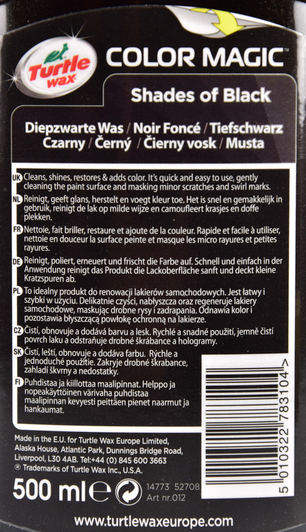 Turtle
wax®
COLOR MAGIC™
Shades of Black
Diepzwarte Was / Noir Foncé / Tiefschwarz
Czarny / Černý / Čierny vosk / Musta
UK Cleans, shines, restores & adds color. It's quick and easy to use, gently
cleaning the paint surface and masking minor scratches and swirl marks.
NL Reinigt, geeft glans, herstelt en voegt kleur toe. Het is snel en gemakkelijk in
gebruik, reinigt de lak op milde wijze en camoufleert krasjes en doffe
plekken.
FR Nettoie, fait briller, restaure et ajoute de la couleur. Rapide et facile à utiliser,
nettoie en douceur la surface peinte et masque les micro rayures et petites
rayures.
DE Reinigt, poliert, erneuert und frischt die Farbe auf. Schnell und einfach in der
Anwendung reinigt das Produkt die Lackoberfläche sanft und deckt kleine
Kratzspuren ab.
PL To idealny produkt do renowacji lakierów samochodowych. Jest łatwy i
szybki w użyciu. Delikatnie czyści, nabłyszcza oraz regeneruje lakiery
samochodowe, maskując drobne rysy i zadrapania. Odnawia kolor i
pozostawia błyszczącą powłokę ochronną na lakierze.
CZ Čistí, obnovuje a dodává barvu a lesk. Rychlé a snadné použití, jemně čistí
povrch laku a odstraňuje drobné škrábance a hologramy.
SK Čistí, leští, obnovuje a dodáva farbu. Rýchle a
jednoduché použitie. Zakryje drobné škrabance,
zahladí škvrny a nedostatky.
FI Puhdistaa ja kiillottaa maalipinnat. Helppo ja
nopeakäyttöinen värivaha puhdistaa
maalipinnan kevyesti peittäen pienet naarmut ja
hankaumat.
Made in the E.U. for Turtle Wax Europe Limited,
Alaska House, Atlantic Park, Dunnings Bridge Road,
Liverpool, L30 4AB. Tel:+44 (0) 845 600 3663
® Trademarks of Turtle Wax Inc., U.S.A.
5 010322 783104 >
500 ml ℮ 14773 52708
Art nr.012
www.turtlewaxeurope.com